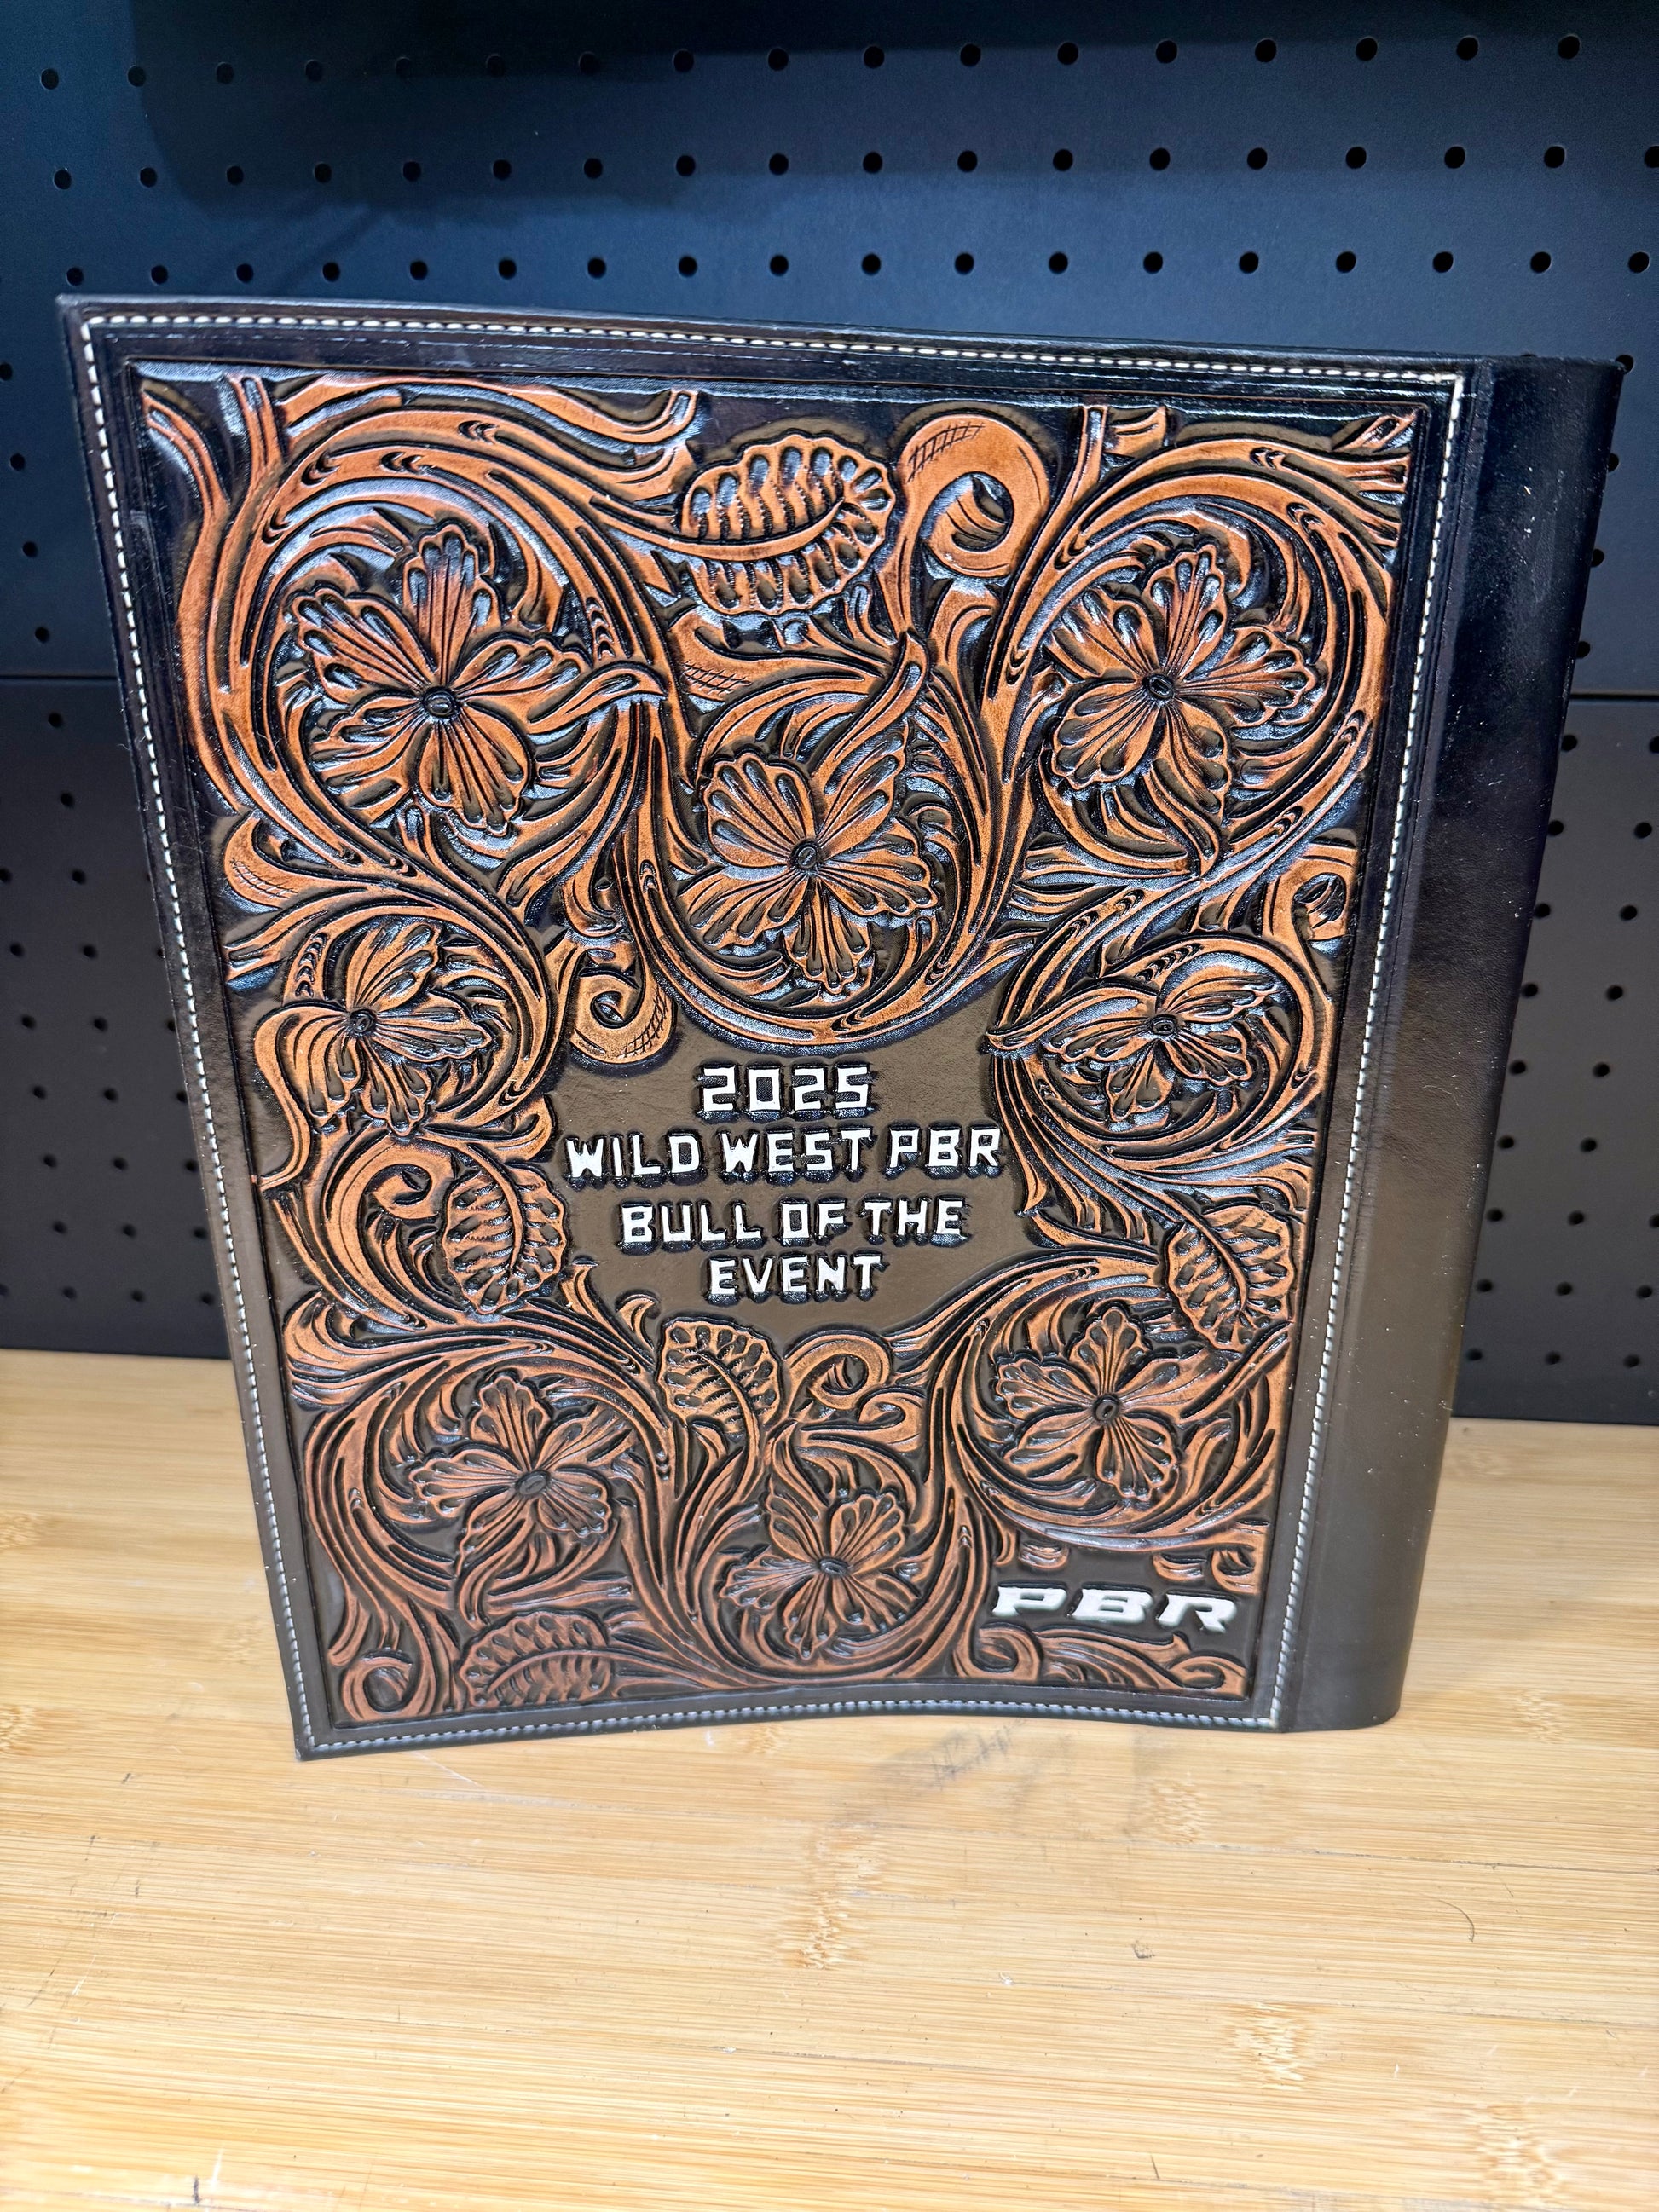 2025
WILD WEST PBR
BULL OF THE
EVENT
PBR